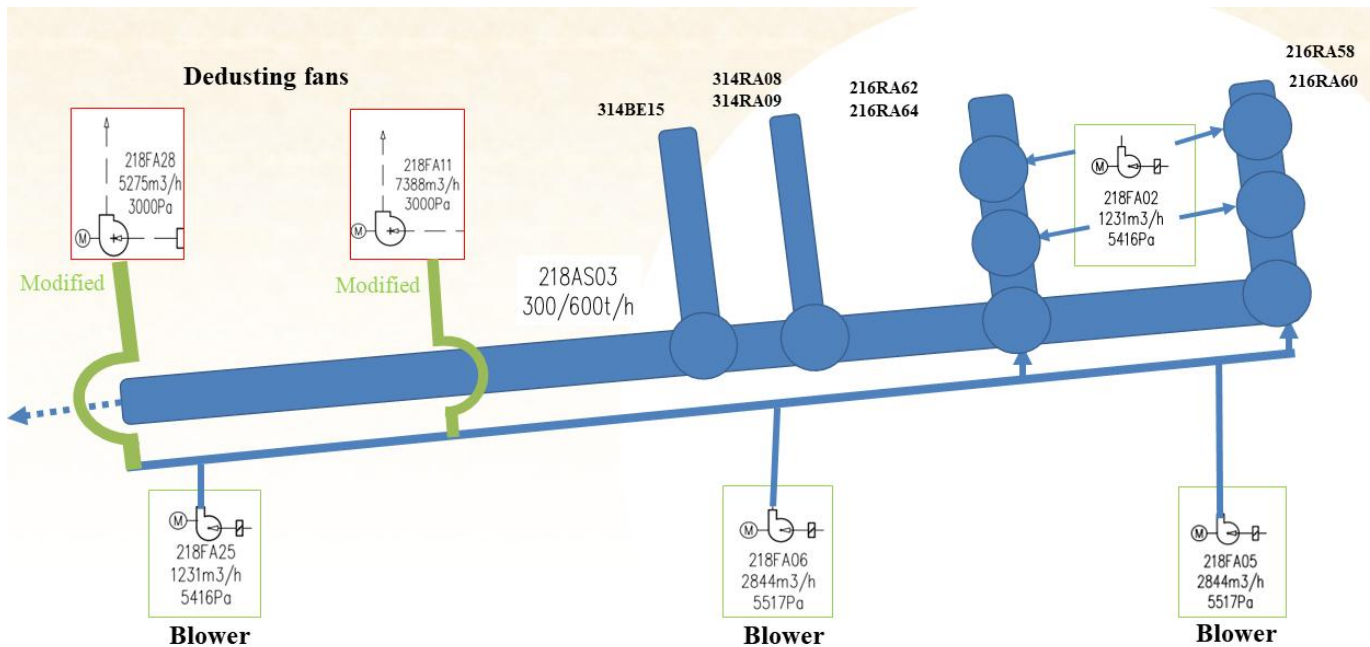 Dedusting fans
218FA28
5275m3/h
3000Pa
M
Modified
218FA11
7388m3/h
3000Pa
M
Modified
218AS03
300/600t/h
314BE15
314RA08
314RA09
216RA62
216RA64
216RA58
216RA60
M
218FA02
1231m3/h
5416Pa
M
218FA25
1231m3/h
5416Pa
Blower
M
218FA06
2844m3/h
5517Pa
Blower
M
218FA05
2844m3/h
5517Pa
Blower